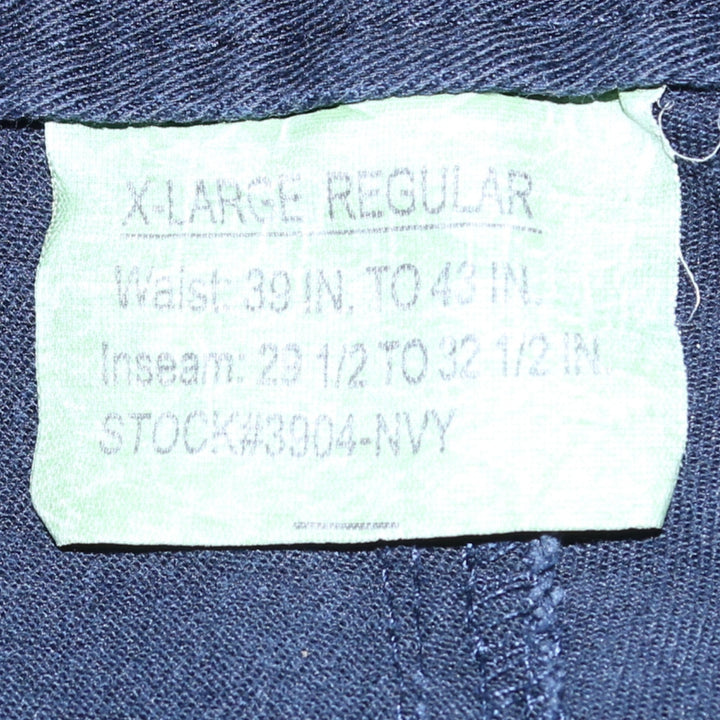 X-LARGE REGULAR
Waist: 39 IN. TO 43 IN.
Inseam: 29 1/2 TO 32 1/2 IN.
STOCK#3904-NVY